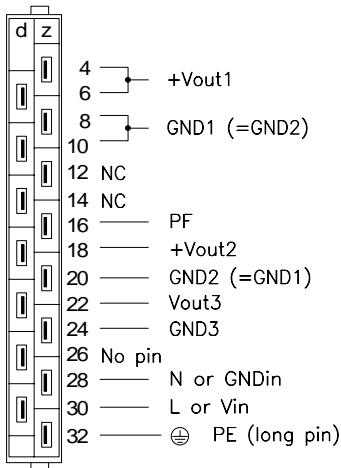 d z
4
6 +Vout1
8
10 GND1 (=GND2)
12 NC
14 NC
16 PF
18 +Vout2
20 GND2 (=GND1)
22 Vout3
24 GND3
26 No pin
28 N or GNDin
30 L or Vin
32 PE (long pin)